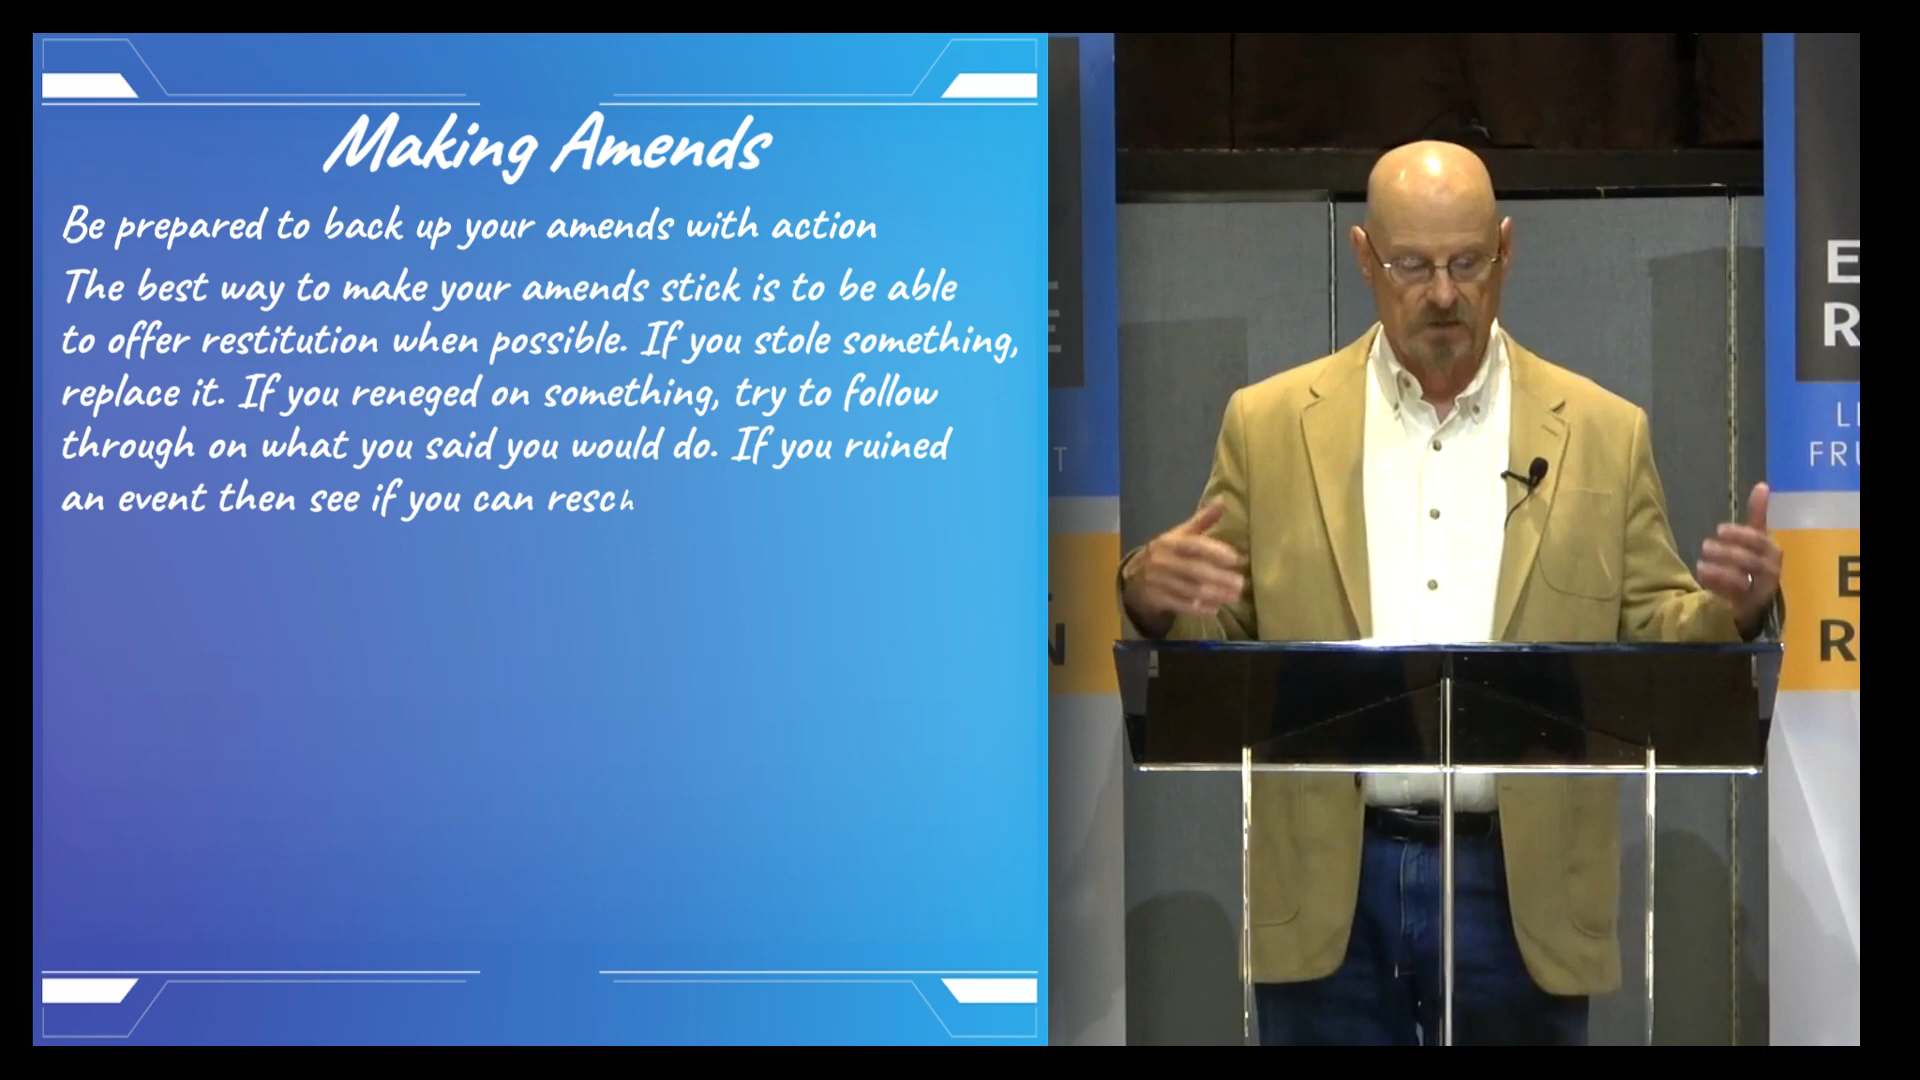 Making Amends
Be prepared to back up your amends with action
The best way to make your amends stick is to be able
to offer restitution when possible. If you stole something,
replace it. If you reneged on something, try to follow
through on what you said you would do. If you ruined
an event then see if you can resch